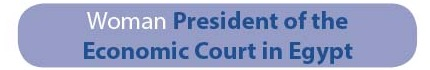 Woman President of the
Economic Court in Egypt